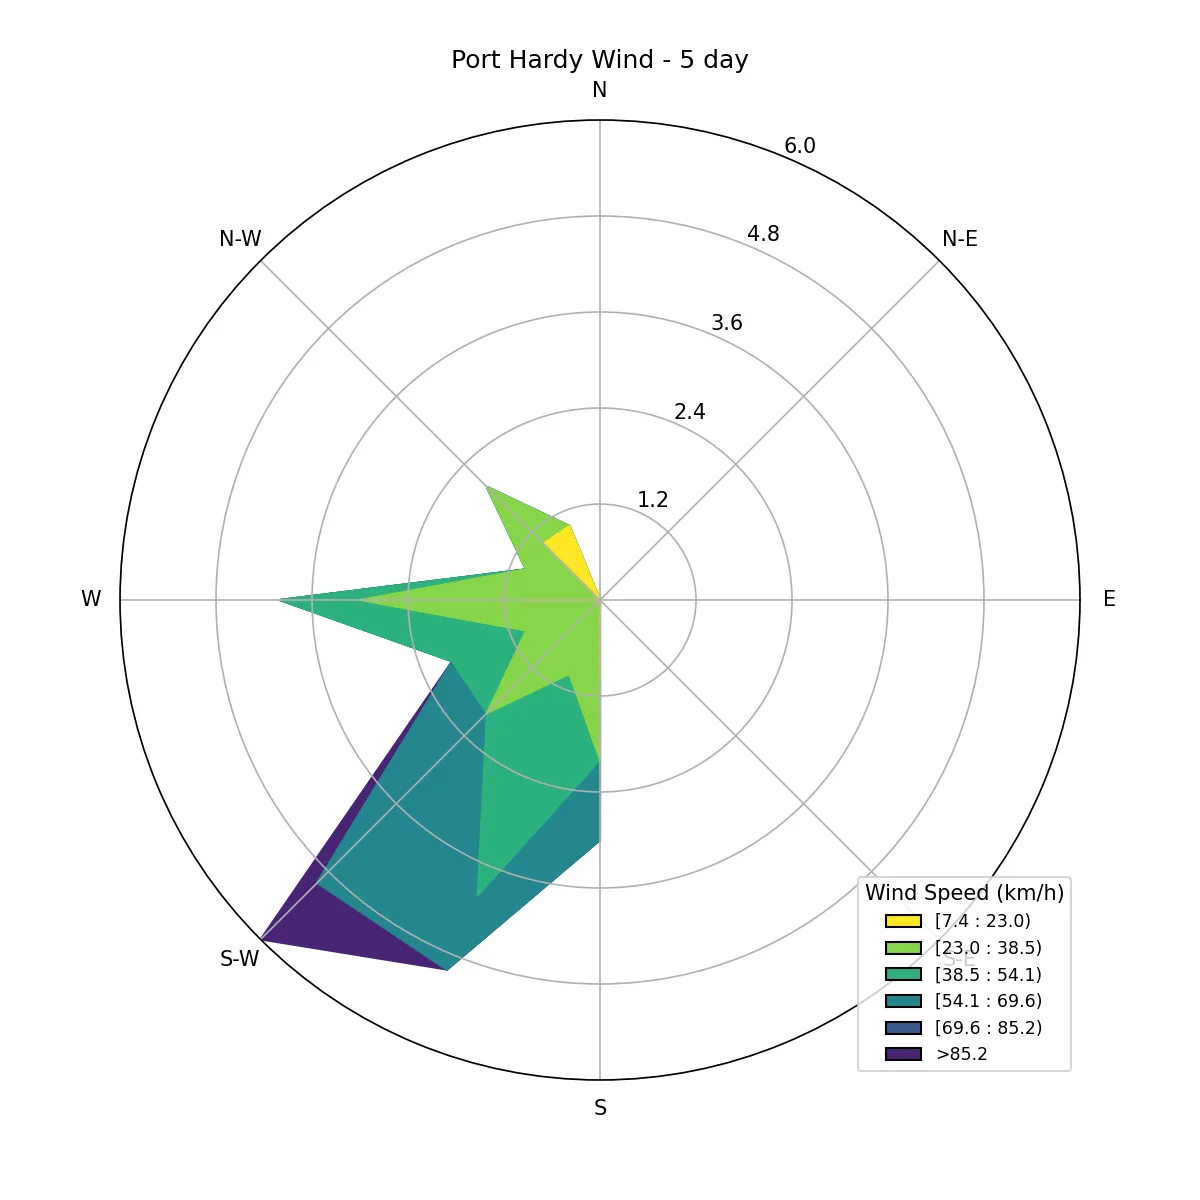 Port Hardy Wind - 5 day
N
6.0
N-W
N-E
4.8
3.6
2.4
1.2
W
E
S-W
S-E
S
Wind Speed (km/h)
[7.4 : 23.0)
[23.0 : 38.5)
[38.5 : 54.1)
[54.1 : 69.6)
[69.6 : 85.2)
>85.2